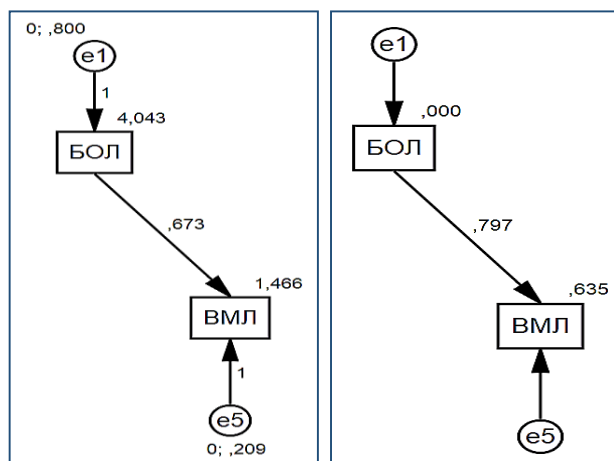 0; ,800
e1
1
4,043
БОЛ
,673
1,466
ВМЛ
1
e5
0; ,209
e1
,000
БОЛ
,797
,635
ВМЛ
e5